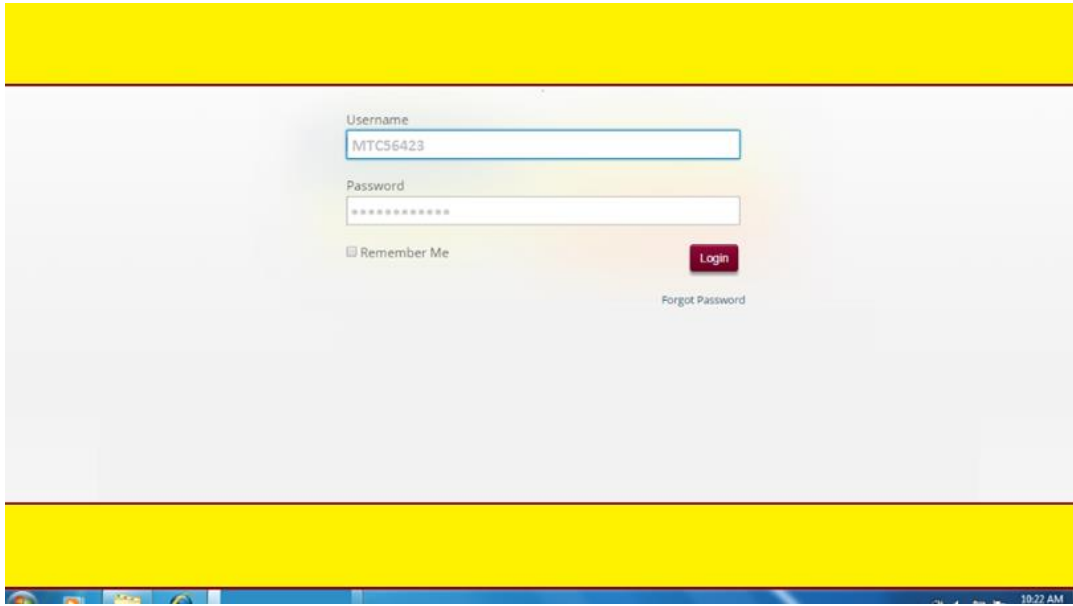 Username
MTC56423
Password
************
Remember Me
Login
Forgot Password
10:22 AM